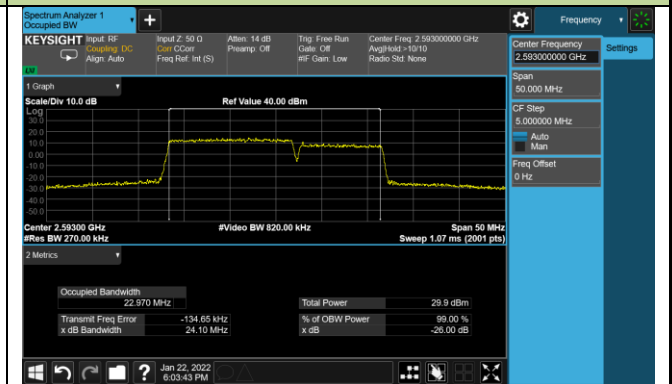 Spectrum Analyzer 1
Occupied BW
+
Frequency
KEYSIGHT Input: RF Input Z: 50 Ω Atten: 14 dB Trig: Free Run Center Freq: 2.593000000 GHz
Coupling: DC Corr CCorr Preamp: Off Gate: Off Avg|Hold:>10/10
Align: Auto Freq Ref: Int (S) #IF Gain: Low Radio Std: None
Center Frequency
2.593000000 GHz
Settings
Span
50.000 MHz
CF Step
5.000000 MHz
Auto
Man
Freq Offset
0 Hz
1 Graph
Scale/Div 10.0 dB Ref Value 40.00 dBm
Log
30.0
20.0
10.0
0.00
-10.0
-20.0
-30.0
-40.0
-50.0
Center 2.59300 GHz #Video BW 820.00 kHz Span 50 MHz
#Res BW 270.00 kHz Sweep 1.07 ms (2001 pts)
2 Metrics
Occupied Bandwidth
22.970 MHz Total Power 29.9 dBm
Transmit Freq Error -134.65 kHz % of OBW Power 99.00 %
x dB Bandwidth 24.10 MHz x dB -26.00 dB
? Jan 22, 2022
6:03:43 PM